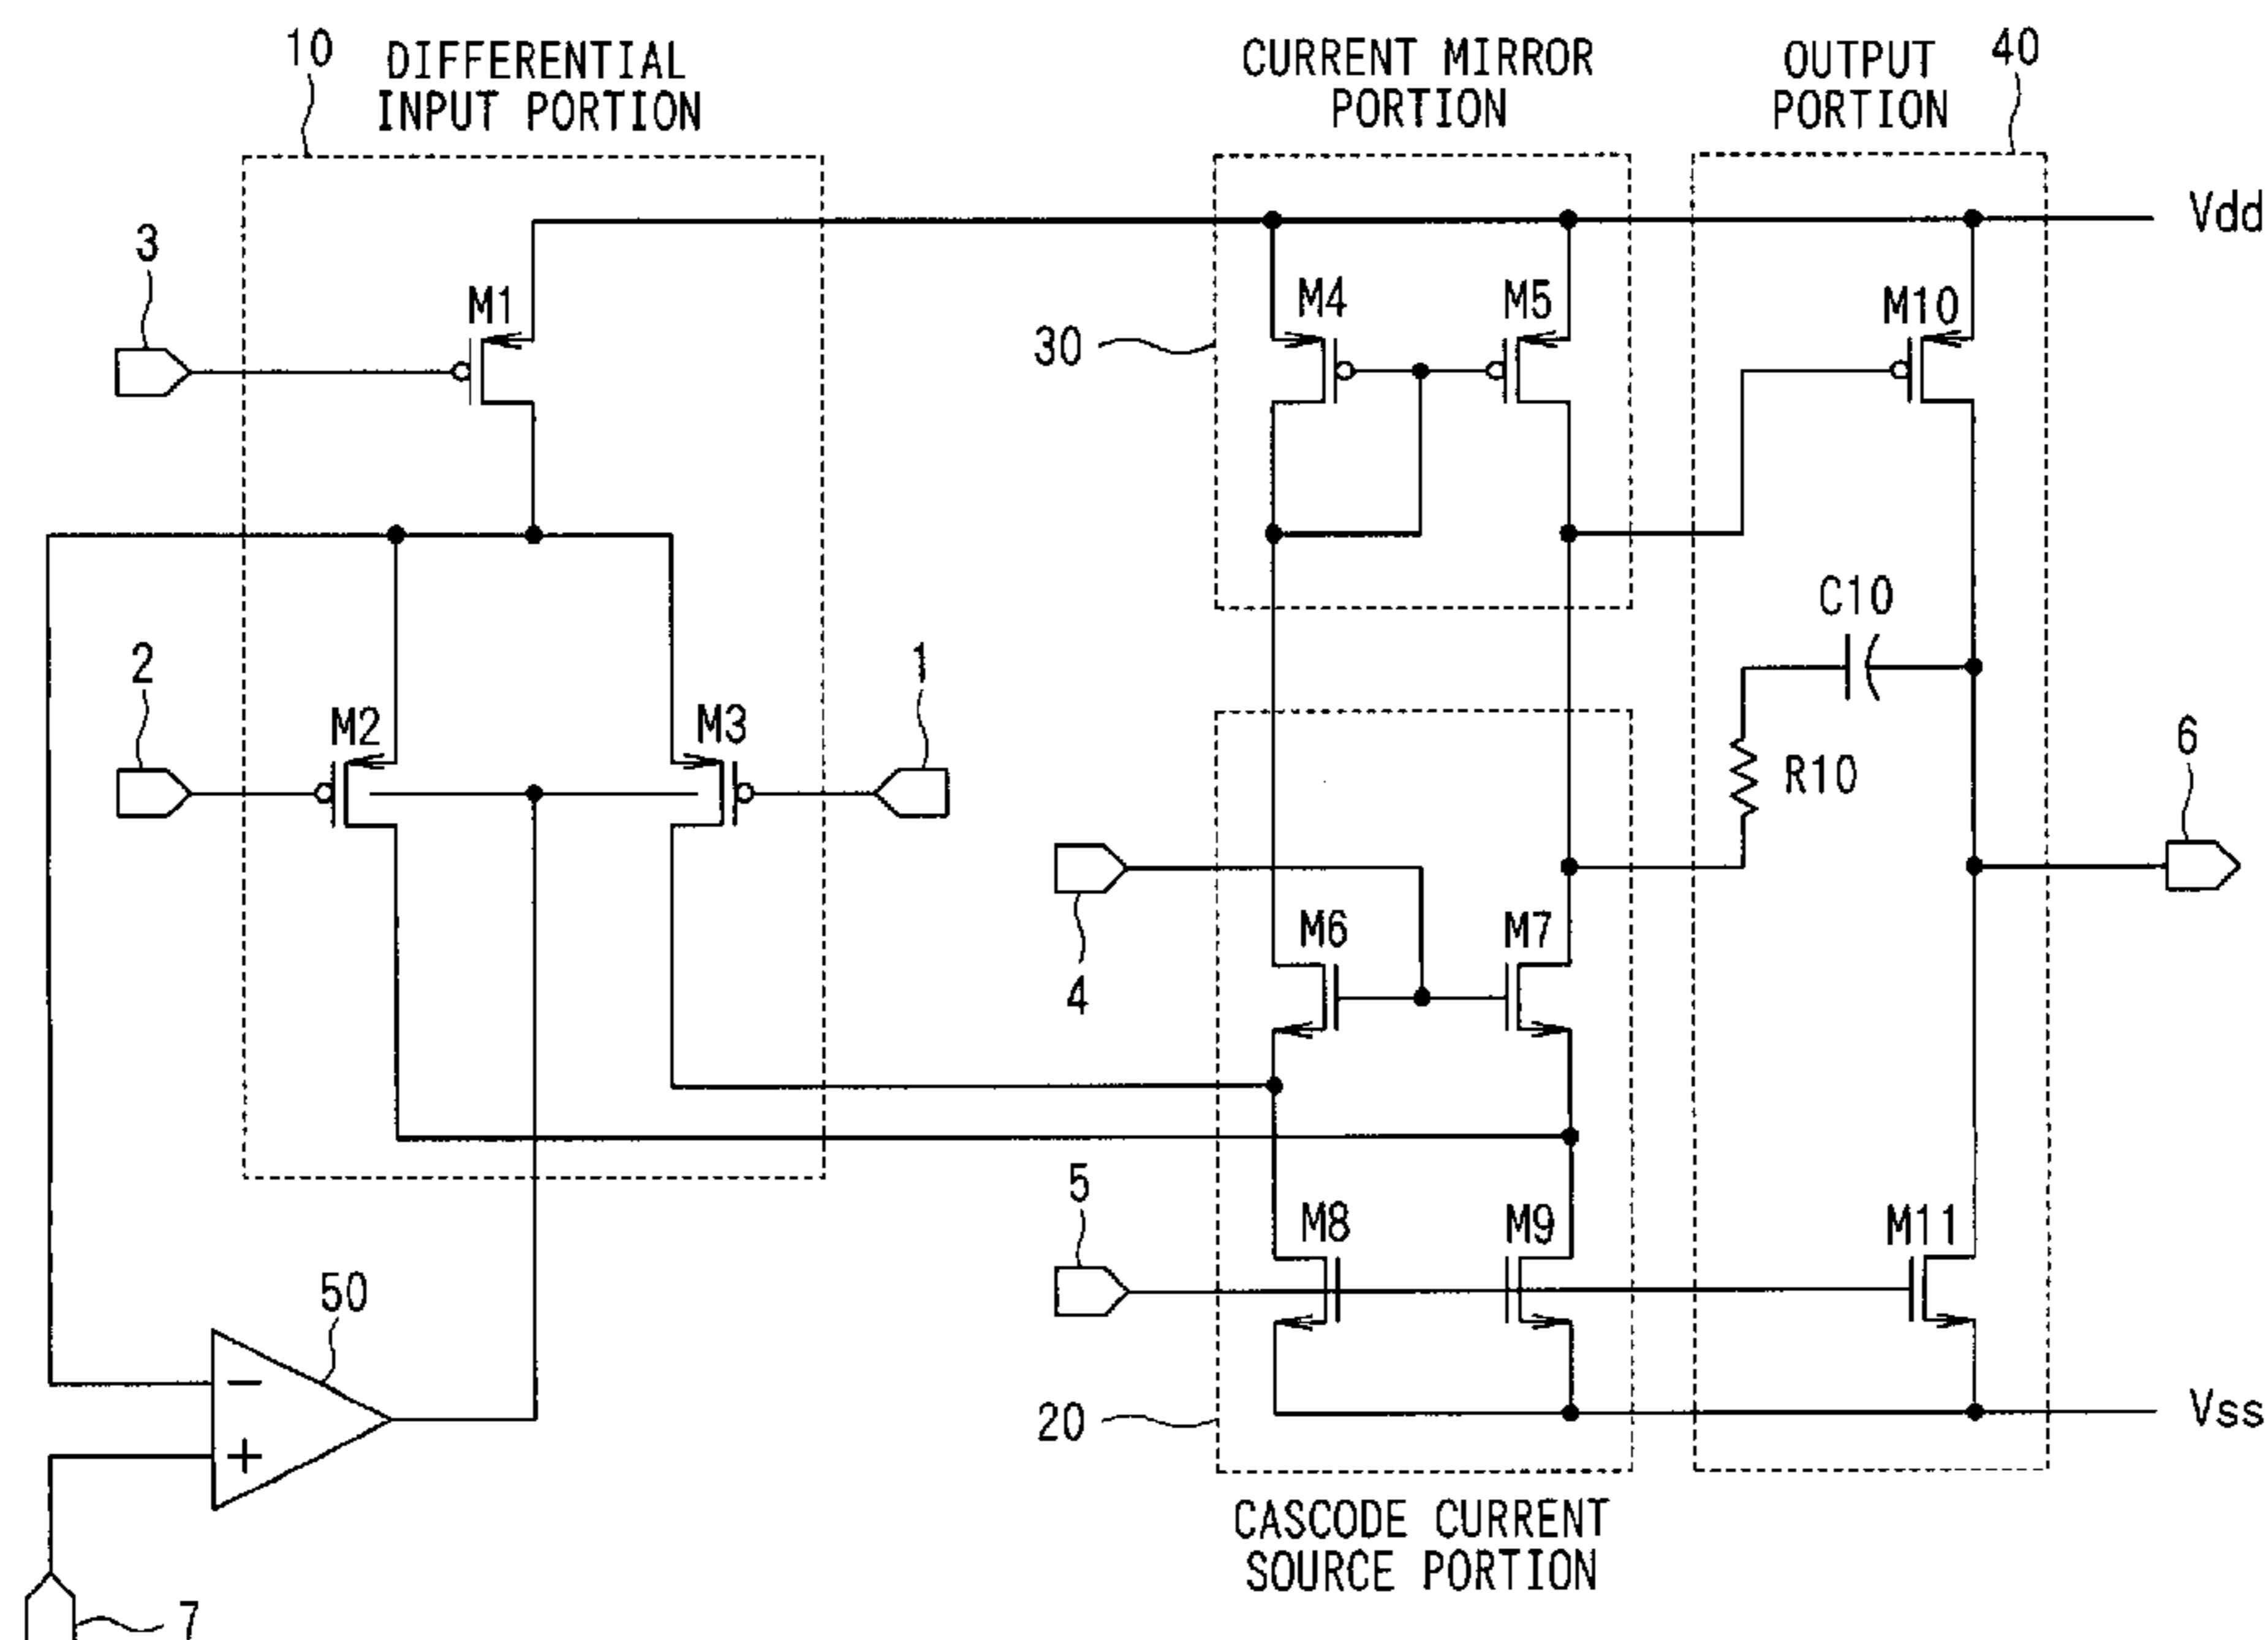 10
DIFFERENTIAL
INPUT PORTION
CURRENT MIRROR
PORTION
OUTPUT
PORTION
40
Vdd
3
M1
M4
M5
M10
30
C10
2
M2
M3
1
R10
6
4
M6
M7
5
M8
M9
M11
50
-
+
20
Vss
CASCODE CURRENT
SOURCE PORTION
7